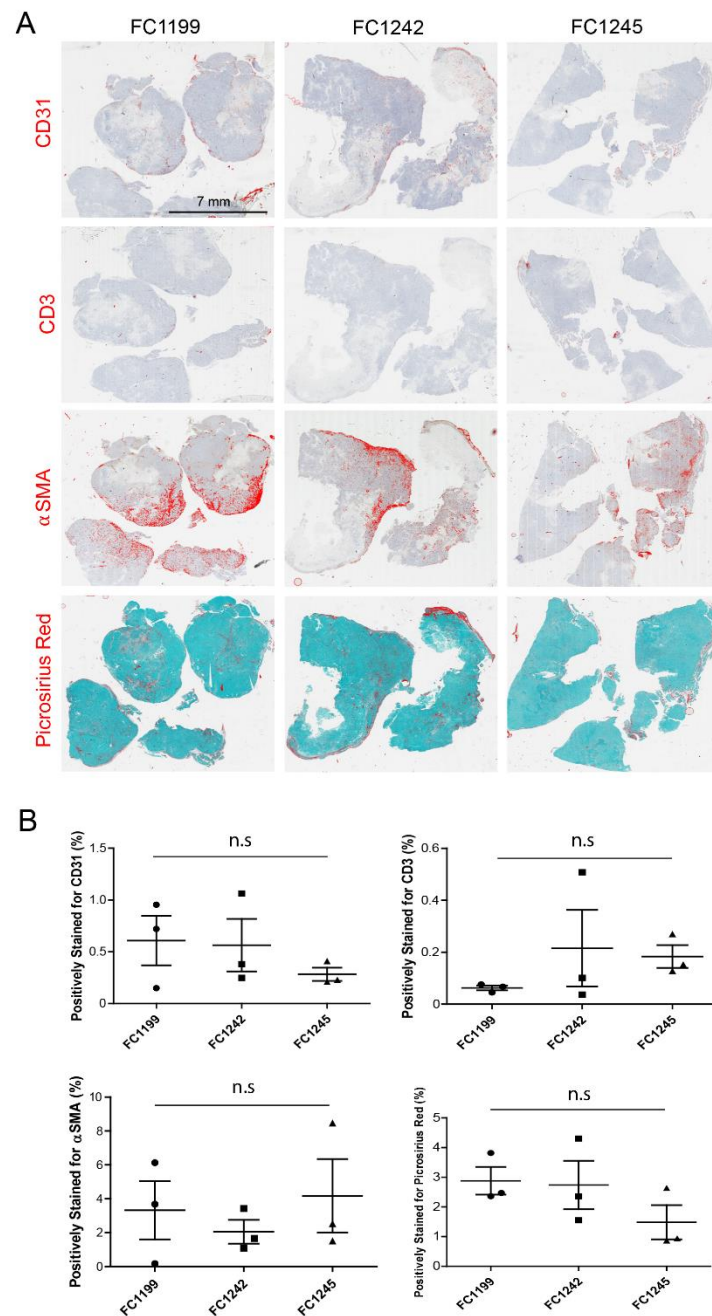 A
FC1199 FC1242 FC1245
CD31
7 mm
CD3
α SMA
Picrosirius Red
B
Positively Stained for CD31 (%)
n.s
1.5
1.0
0.5
0.0
FC1199 FC1242 FC1245
Positively Stained for CD3 (%)
n.s
0.6
0.4
0.2
0
FC1199 FC1242 FC1245
Positively Stained for αSMA (%)
n.s
10
8
6
4
2
0
FC1199 FC1242 FC1245
Positively Stained for Picrosirius Red (%)
n.s
5
4
3
2
1
0
FC1199 FC1242 FC1245